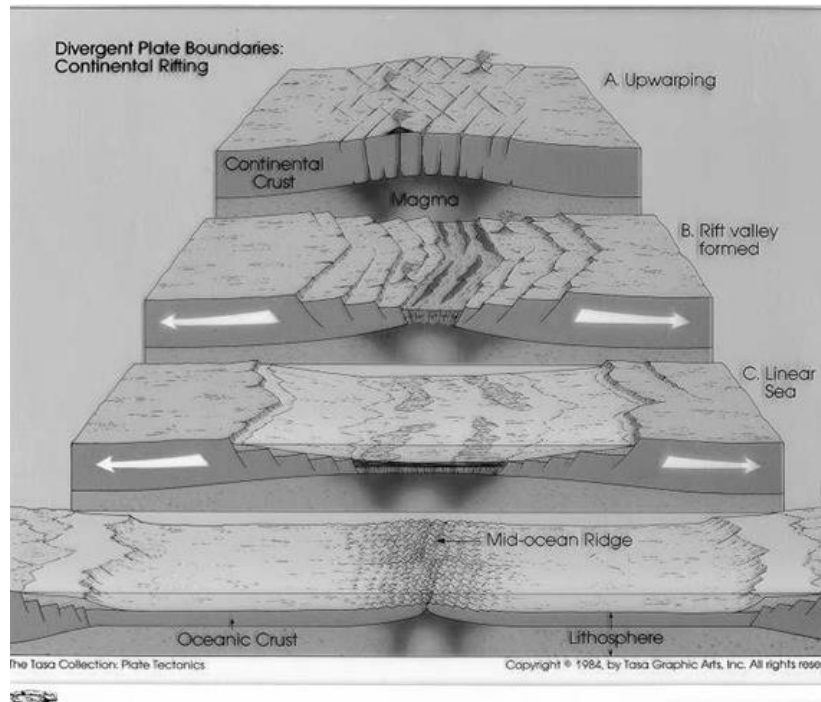 Divergent Plate Boundaries:
Continental Rifting
A. Upwarping
Continental
Crust
Magma
B. Rift valley
formed
C. Linear
Sea
Mid-ocean Ridge
Oceanic Crust
Lithosphere
The Tasa Collection: Plate Tectonics
Copyright © 1984, by Tasa Graphic Arts, Inc. All rights rese